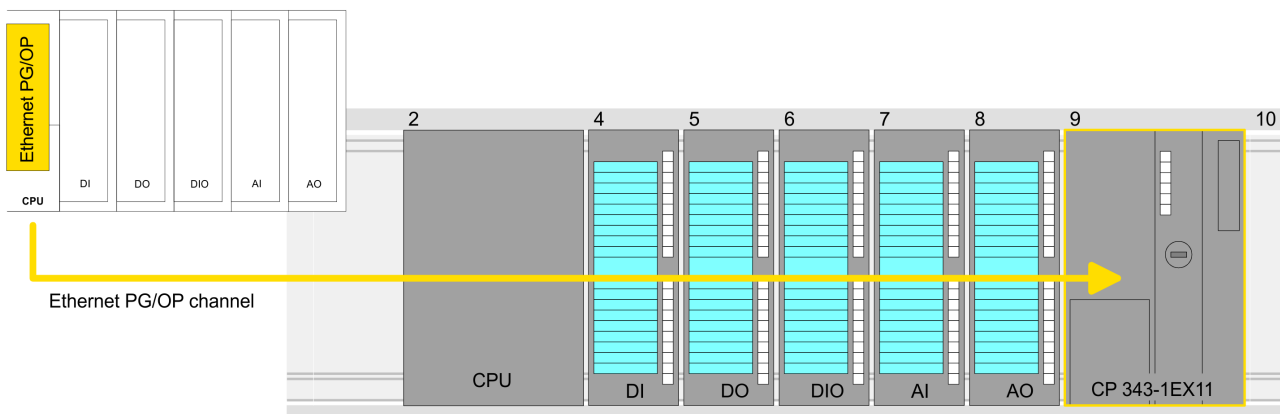 Ethernet PG/OP
CPU
DI
DO
DIO
AI
AO
Ethernet PG/OP channel
2
4
5
6
7
8
9
10
CPU
DI
DO
DIO
AI
AO
CP 343-1EX11